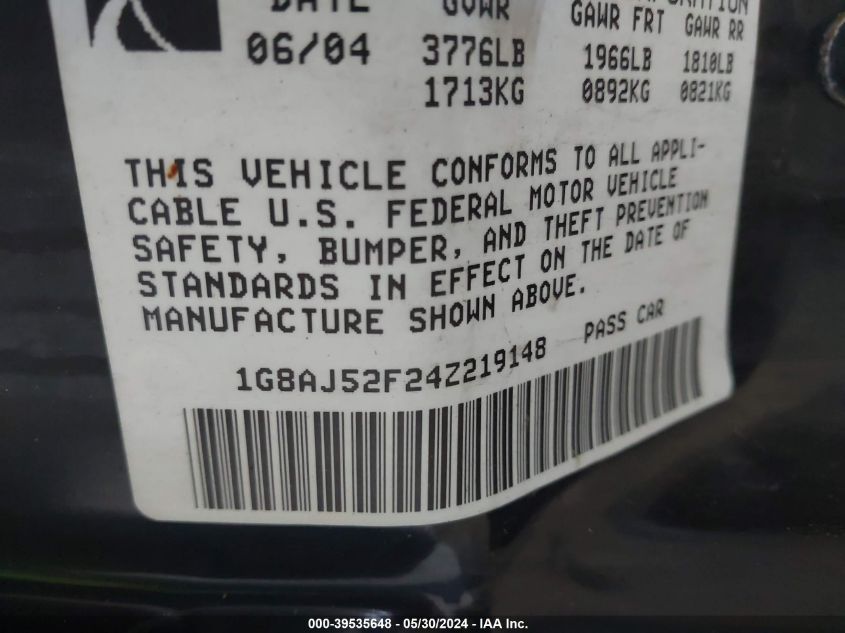 DATE GVWR GAWR FRT GAWR RR
06/04 3776LB 1966LB 1810LB
1713KG 0892KG 0821KG
THIS VEHICLE CONFORMS TO ALL APPLI-
CABLE U.S. FEDERAL MOTOR VEHICLE
SAFETY, BUMPER, AND THEFT PREVENTION
STANDARDS IN EFFECT ON THE DATE OF
MANUFACTURE SHOWN ABOVE.
1G8AJ52F24Z219148 PASS CAR
000-39535648 - 05/30/2024 - IAA Inc.